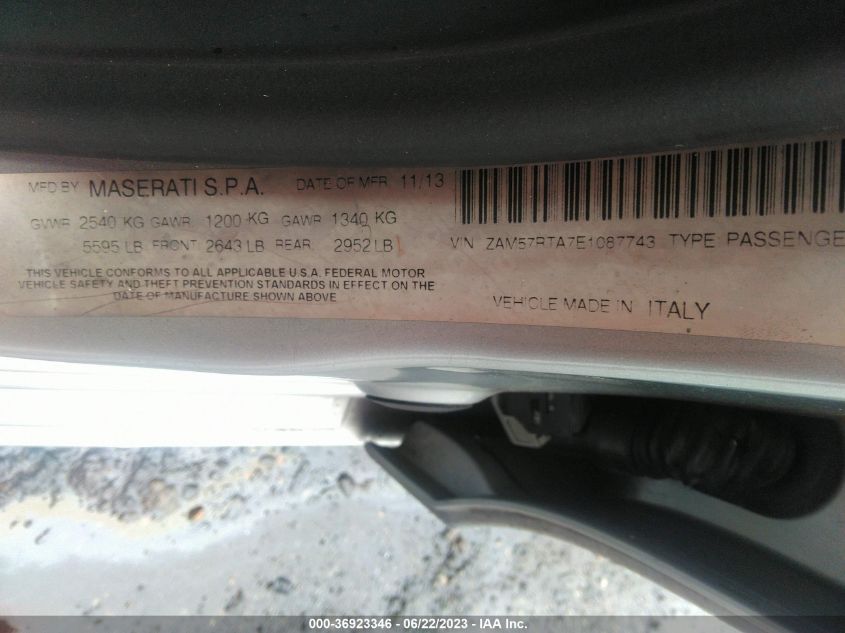 MFD BY MASERATI S.P.A. DATE OF MFR 11/13
GVWR 2540 KG GAWR 1200 KG GAWR 1340 KG
5595 LB FRONT 2643 LB REAR 2952 LB
THIS VEHICLE CONFORMS TO ALL APPLICABLE U.S.A. FEDERAL MOTOR
VEHICLE SAFETY AND THEFT PREVENTION STANDARDS IN EFFECT ON THE
DATE OF MANUFACTURE SHOWN ABOVE
VIN ZAM57RTA7E1087743 TYPE PASSENGE
VEHICLE MADE IN ITALY
000-36923346 - 06/22/2023 - IAA Inc.